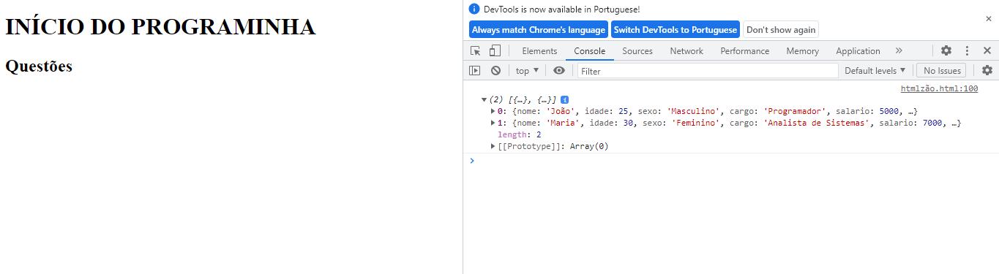 INÍCIO DO PROGRAMINHA
Questões
DevTools is now available in Portuguese!
Always match Chrome's language Switch DevTools to Portuguese Don't show again
Elements Console Sources Network Performance Memory Application
top Filter Default levels No Issues
htmlzão.html:100
(2) [{…}, {…}]
0: {nome: 'João', idade: 25, sexo: 'Masculino', cargo: 'Programador', salario: 5000, …}
1: {nome: 'Maria', idade: 30, sexo: 'Feminino', cargo: 'Analista de Sistemas', salario: 7000, …}
length: 2
[[Prototype]]: Array(0)